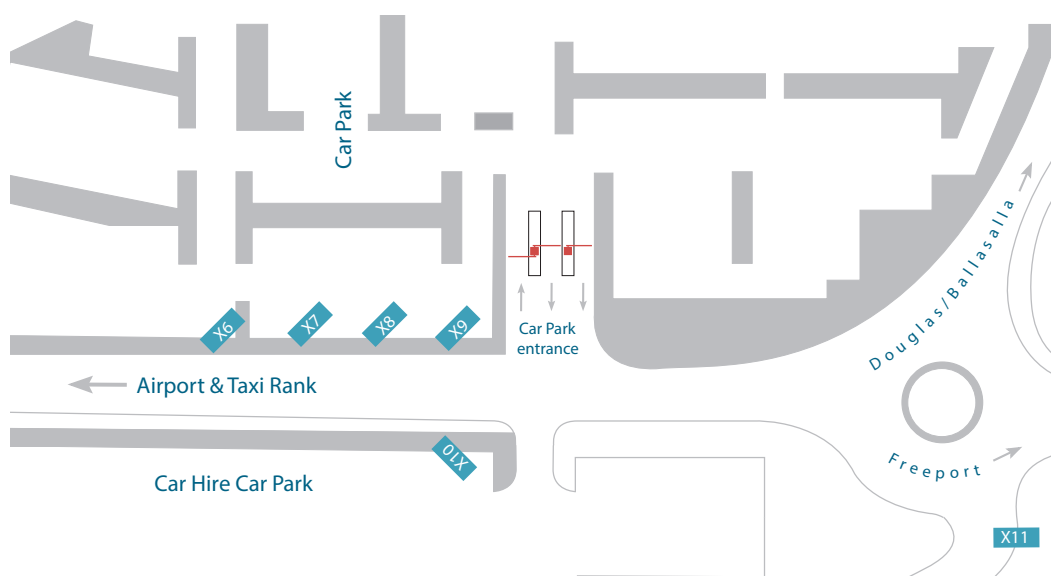 Car Park
Douglas/Ballasalla
X6
X7
X8
X9
Car Park
entrance
Airport & Taxi Rank
X10
Freeport
Car Hire Car Park
X11